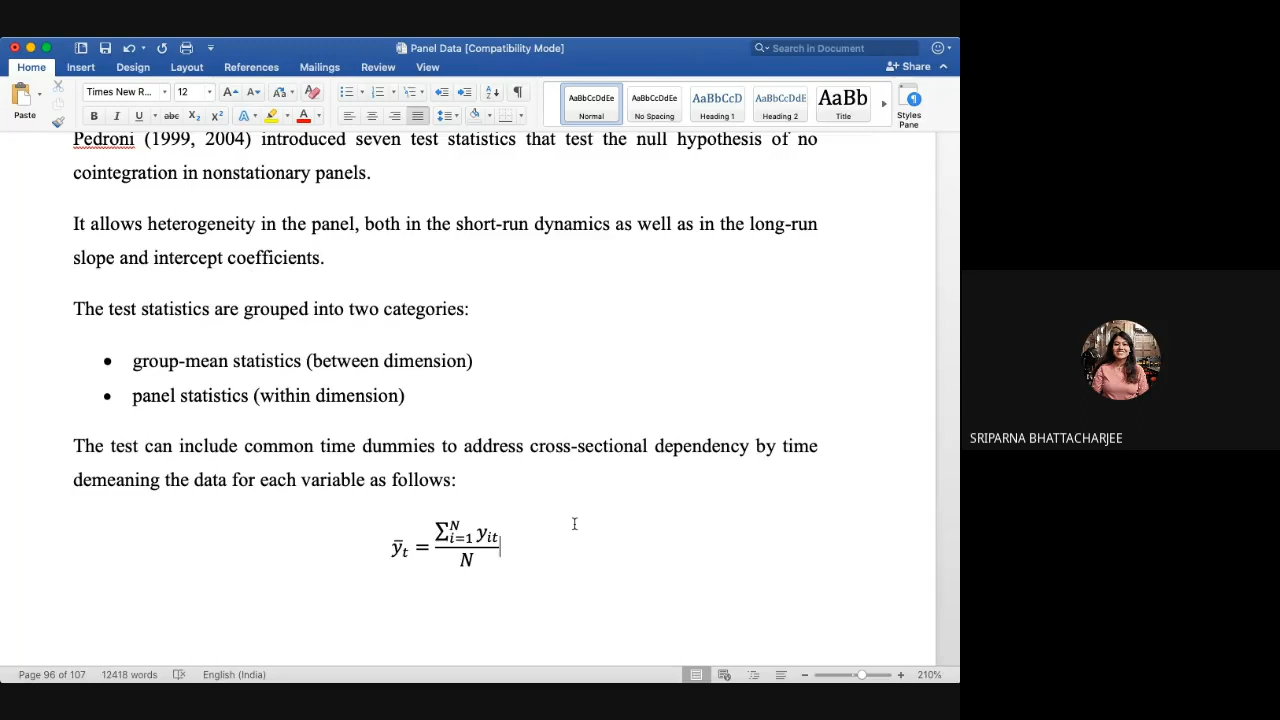 Panel Data [Compatibility Mode]
Search in Document
Home Insert Design Layout References Mailings Review View
Share
Paste
Times New R... 12
B I U abc X₂ X²
AaBbCcDdEe AaBbCcDdEe AaBbCcD AaBbCcDdE AaBb
Normal No Spacing Heading 1 Heading 2 Title
Styles
Pane
Pedroni (1999, 2004) introduced seven test statistics that test the null hypothesis of no
cointegration in nonstationary panels.
It allows heterogeneity in the panel, both in the short-run dynamics as well as in the long-run
slope and intercept coefficients.
The test statistics are grouped into two categories:
• group-mean statistics (between dimension)
• panel statistics (within dimension)
The test can include common time dummies to address cross-sectional dependency by time
demeaning the data for each variable as follows:
ȳₜ = ∑ᵢ₌₁ᴺ yᵢₜ / N
SRIPARNA BHATTACHARJEE
Page 96 of 107 12418 words English (India) 210%